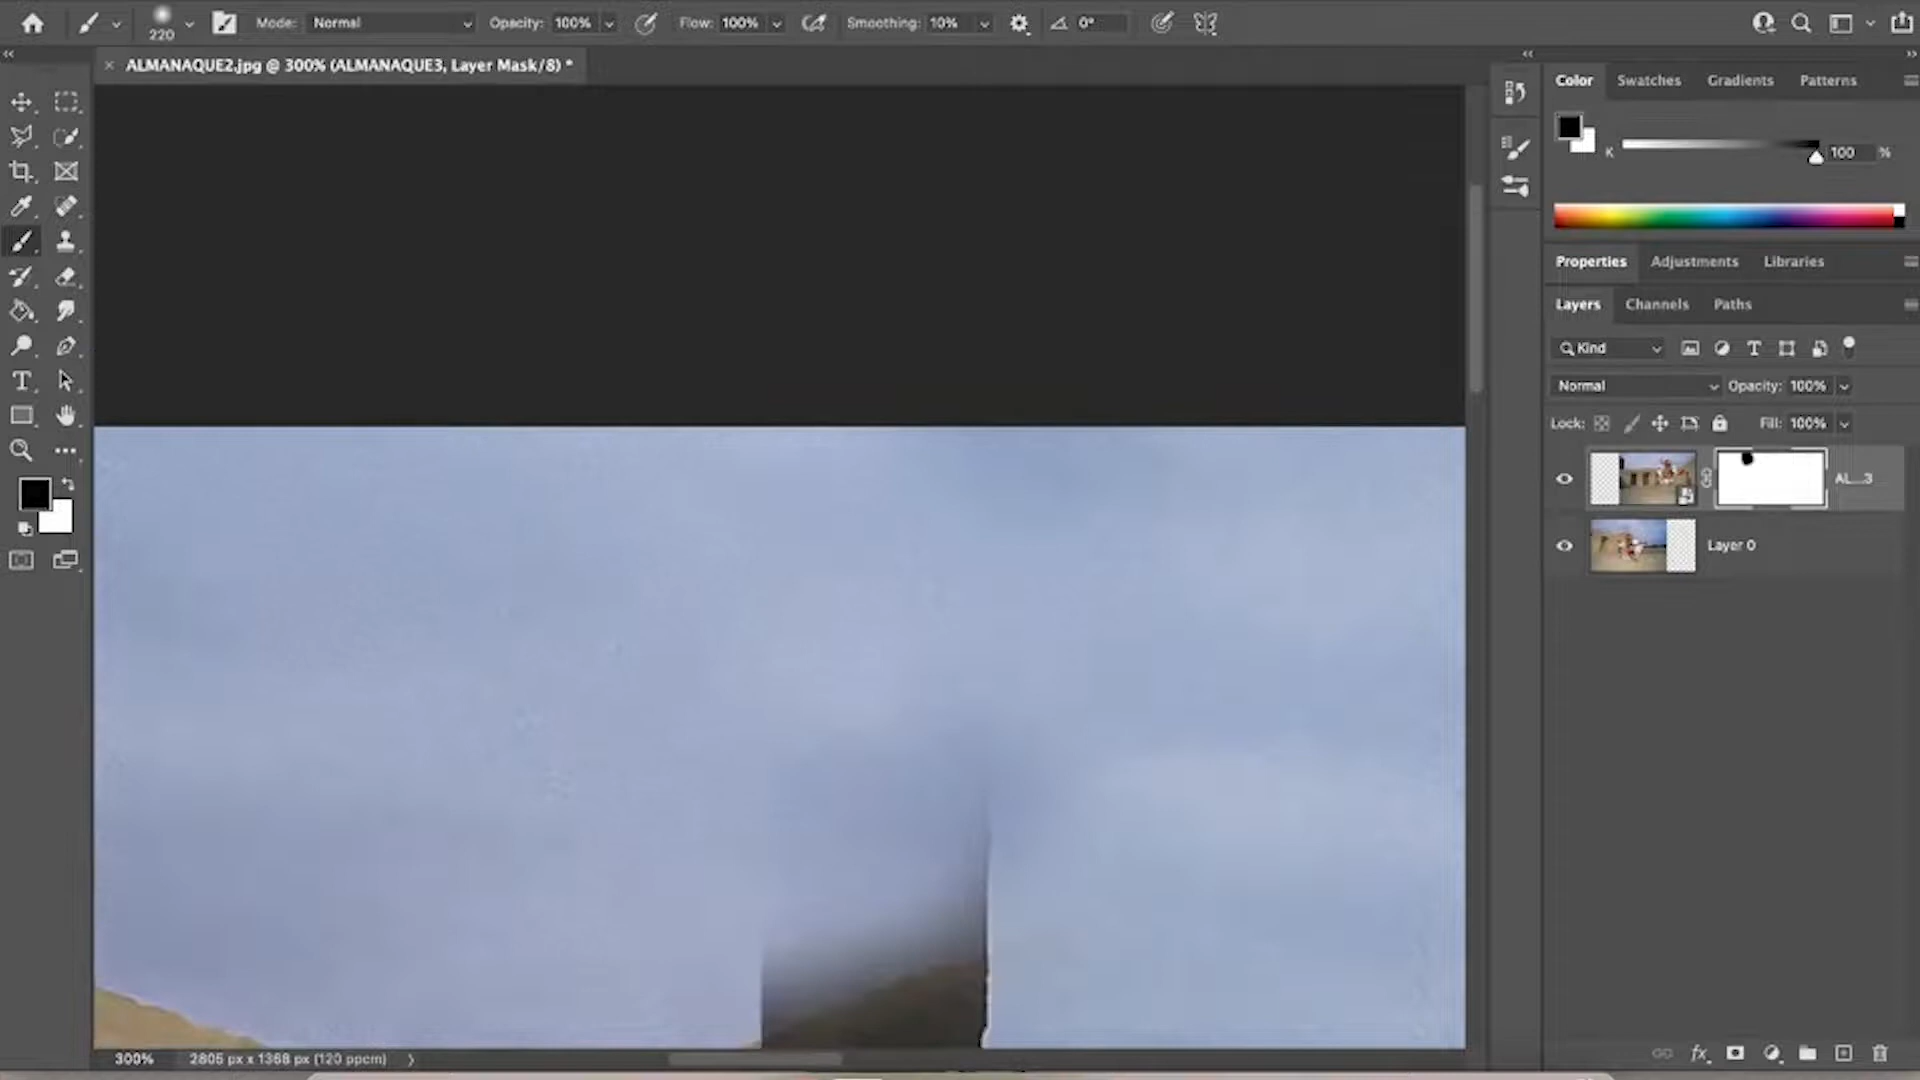 220 Mode: Normal Opacity: 100% Flow: 100% Smoothing: 10% 0°
× ALMANAQUE2.jpg @ 300% (ALMANAQUE3, Layer Mask/8) *
Color Swatches Gradients Patterns
K 100 %
Properties Adjustments Libraries
Layers Channels Paths
Kind
Normal Opacity: 100%
Lock: Fill: 100%
AL...3
Layer 0
fx
300% 2805 px x 1368 px (120 ppcm)